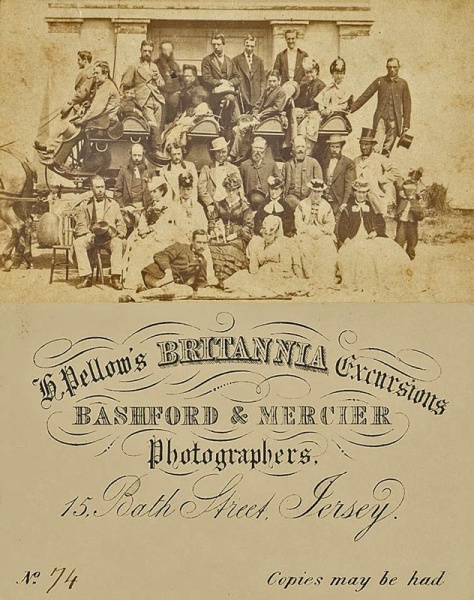 H. Pellow's BRITANNIA Excursions
BASHFORD & MERCIER
Photographers.
15, Bath Street, Jersey.
No. 74 Copies may be had